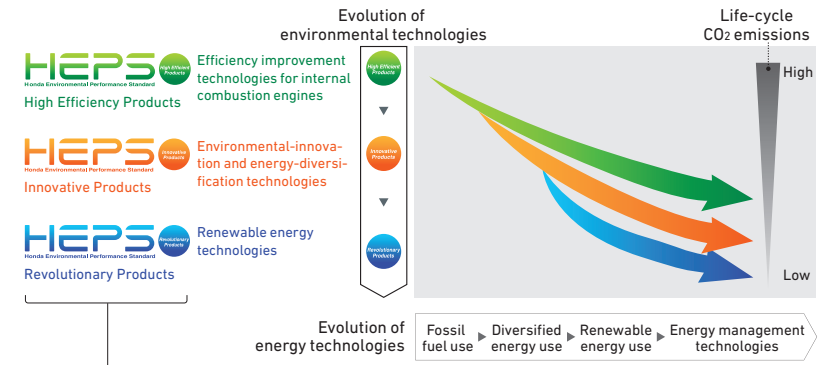 Evolution of
environmental technologies
Life-cycle
CO2 emissions
HEPS
High Efficient
Products
Honda Environmental Performance Standard
High Efficiency Products
Efficiency improvement
technologies for internal
combustion engines
High Efficient
Products
High
HEPS
Innovative
Products
Honda Environmental Performance Standard
Innovative Products
Environmental-innova-
tion and energy-diversi-
fication technologies
Innovative
Products
HEPS
Revolutionary
Products
Honda Environmental Performance Standard
Revolutionary Products
Renewable energy
technologies
Revolutionary
Products
Low
Evolution of
energy technologies
Fossil
fuel use
Diversified
energy use
Renewable
energy use
Energy management
technologies